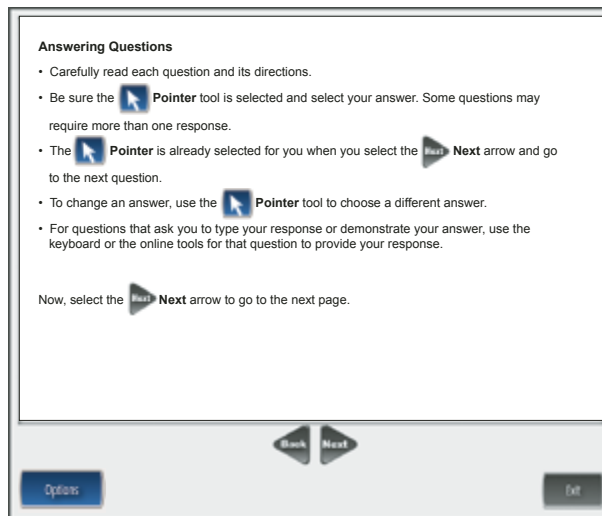 Answering Questions
• Carefully read each question and its directions.
• Be sure the Pointer tool is selected and select your answer. Some questions may
require more than one response.
• The Pointer is already selected for you when you select the Next Next arrow and go
to the next question.
• To change an answer, use the Pointer tool to choose a different answer.
• For questions that ask you to type your response or demonstrate your answer, use the
keyboard or the online tools for that question to provide your response.
Now, select the Next Next arrow to go to the next page.
Back Next
Options Exit